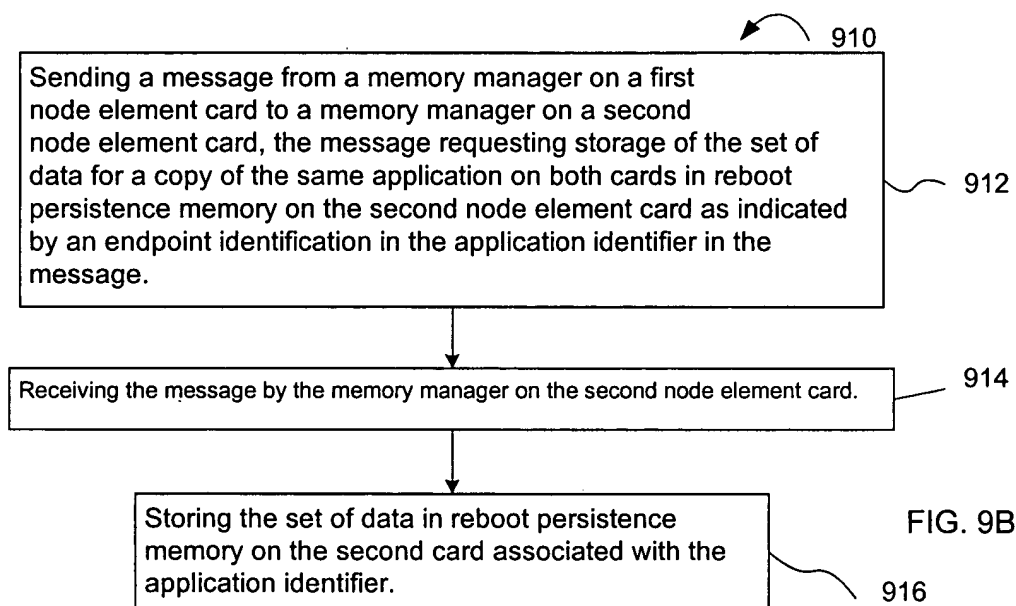 910
Sending a message from a memory manager on a first
node element card to a memory manager on a second
node element card, the message requesting storage of the set of
data for a copy of the same application on both cards in reboot
persistence memory on the second node element card as indicated
by an endpoint identification in the application identifier in the
message.
912
Receiving the message by the memory manager on the second node element card.
914
Storing the set of data in reboot persistence
memory on the second card associated with the
application identifier.
FIG. 9B
916